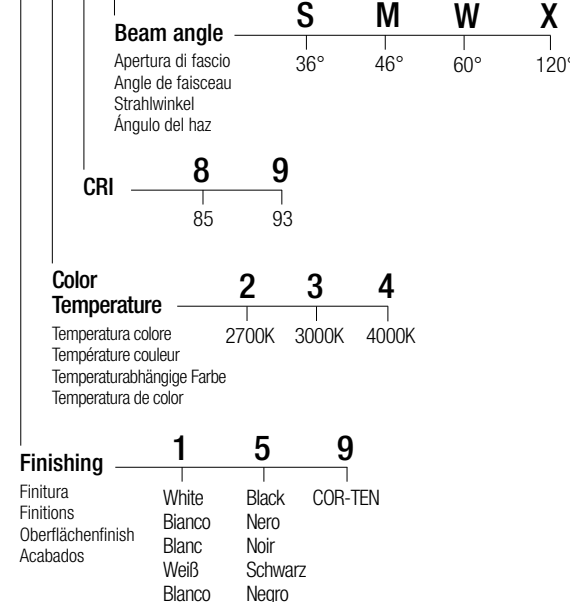 Beam angle S M W X
Apertura di fascio 36° 46° 60° 120°
Angle de faisceau
Strahlwinkel
Ángulo del haz
CRI 8 9
85 93
Color
Temperature 2 3 4
Temperatura colore 2700K 3000K 4000K
Température couleur
Temperaturabhängige Farbe
Temperatura de color
Finishing 1 5 9
Finitura White Black COR-TEN
Finitions Bianco Nero
Oberflächenfinish Blanc Noir
Acabados Weiß Schwarz
Blanco Negro